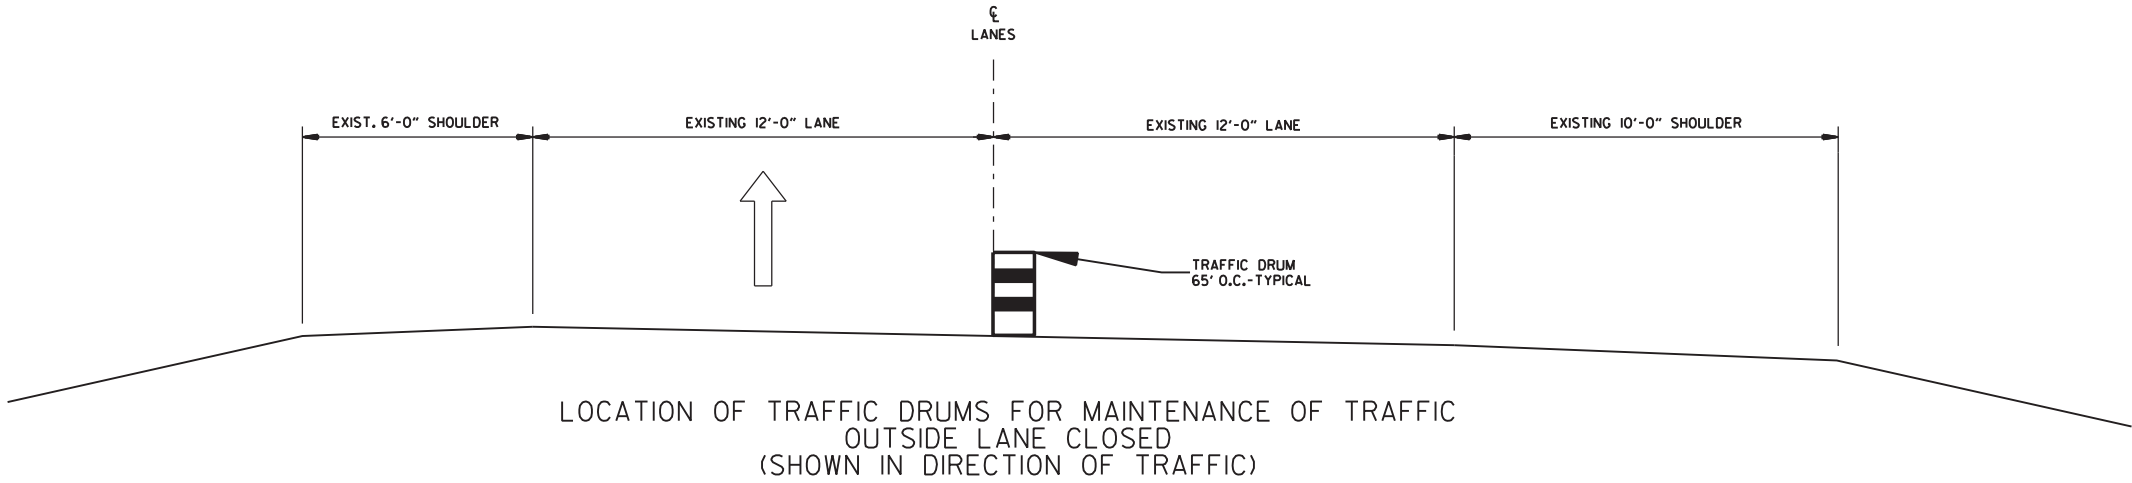 ℄
LANES
EXIST. 6'-0" SHOULDER
EXISTING 12'-0" LANE
EXISTING 12'-0" LANE
EXISTING 10'-0" SHOULDER
TRAFFIC DRUM
65' O.C.-TYPICAL
LOCATION OF TRAFFIC DRUMS FOR MAINTENANCE OF TRAFFIC
OUTSIDE LANE CLOSED
(SHOWN IN DIRECTION OF TRAFFIC)